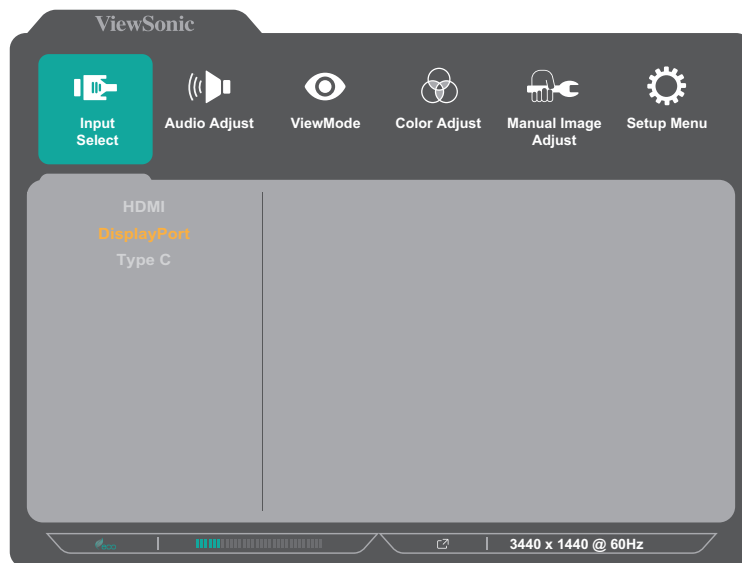 ViewSonic
Input
Select
Audio Adjust
ViewMode
Color Adjust
Manual Image
Adjust
Setup Menu
HDMI
DisplayPort
Type C
eco
3440 x 1440 @ 60Hz